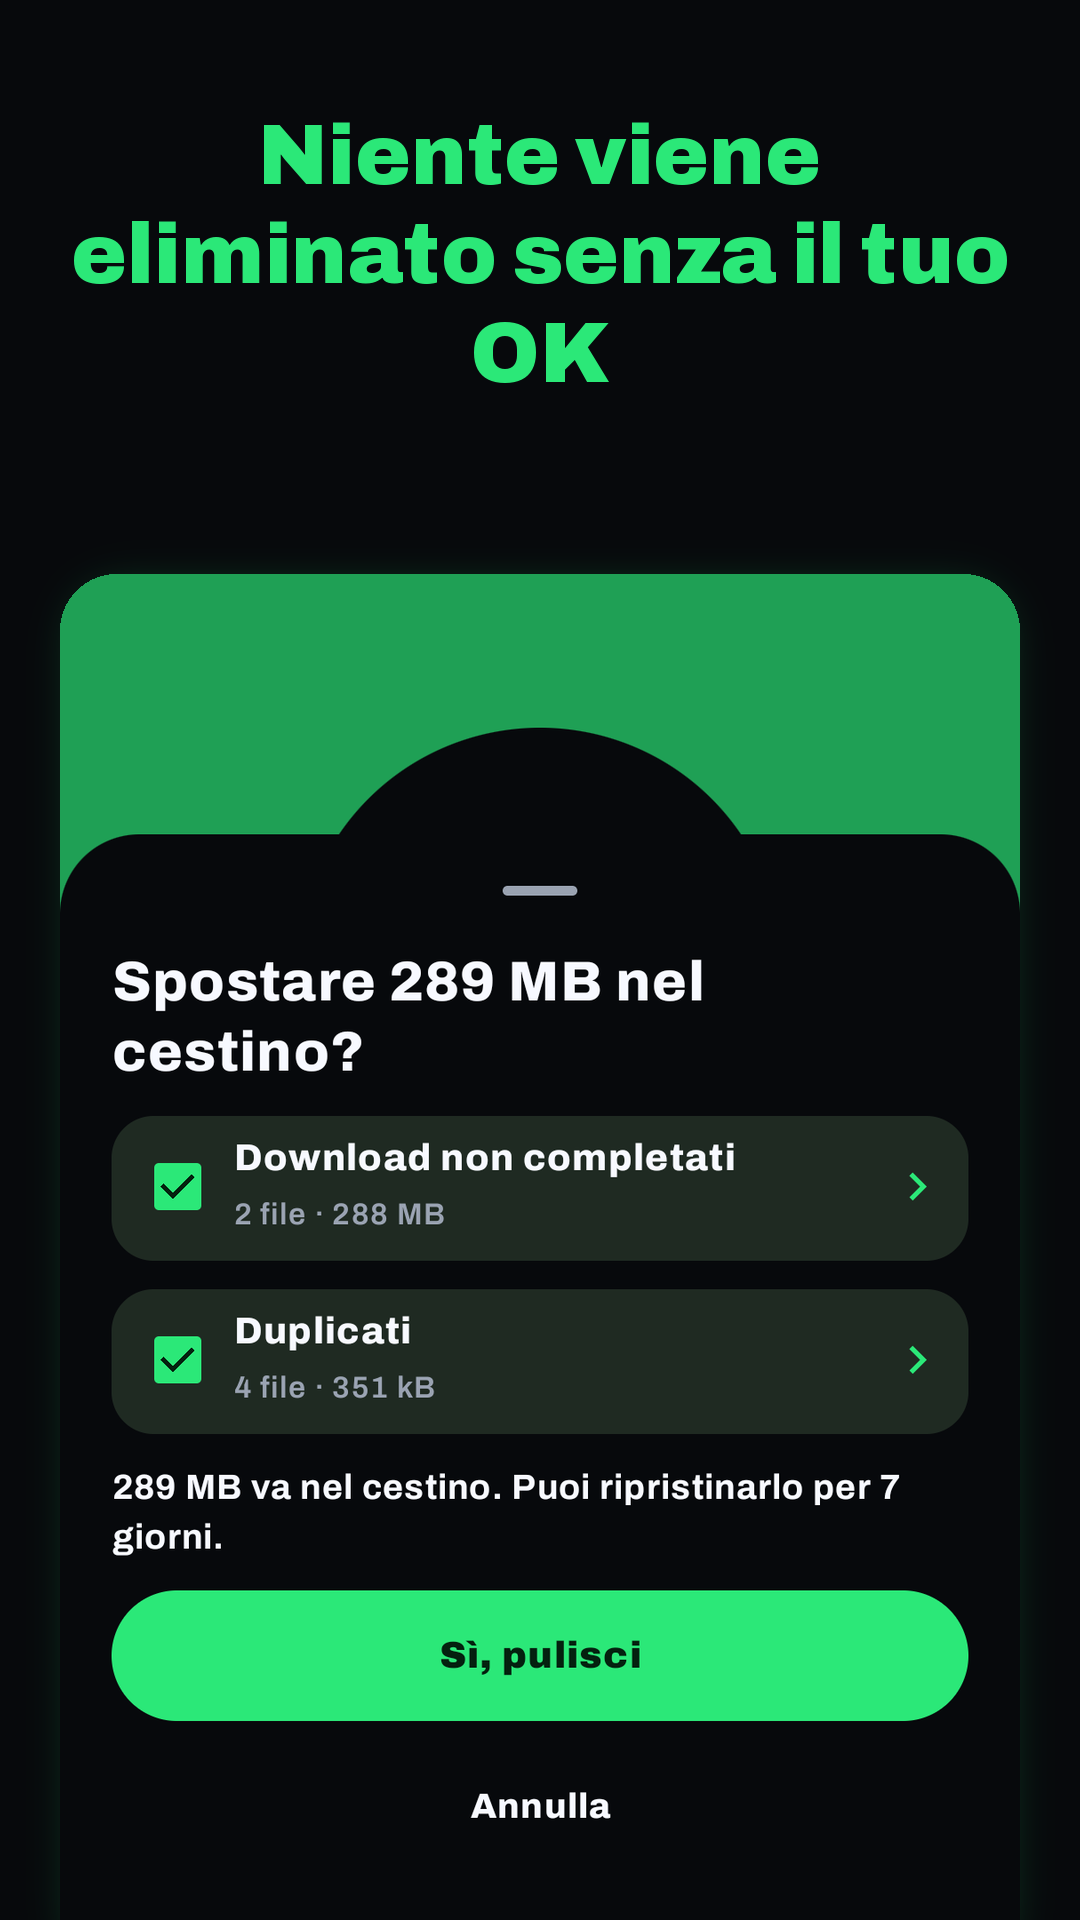 Niente viene
eliminato senza il tuo
OK
Spostare 289 MB nel
cestino?
Download non completati
2 file · 288 MB
Duplicati
4 file · 351 kB
289 MB va nel cestino. Puoi ripristinarlo per 7
giorni.
Sì, pulisci
Annulla